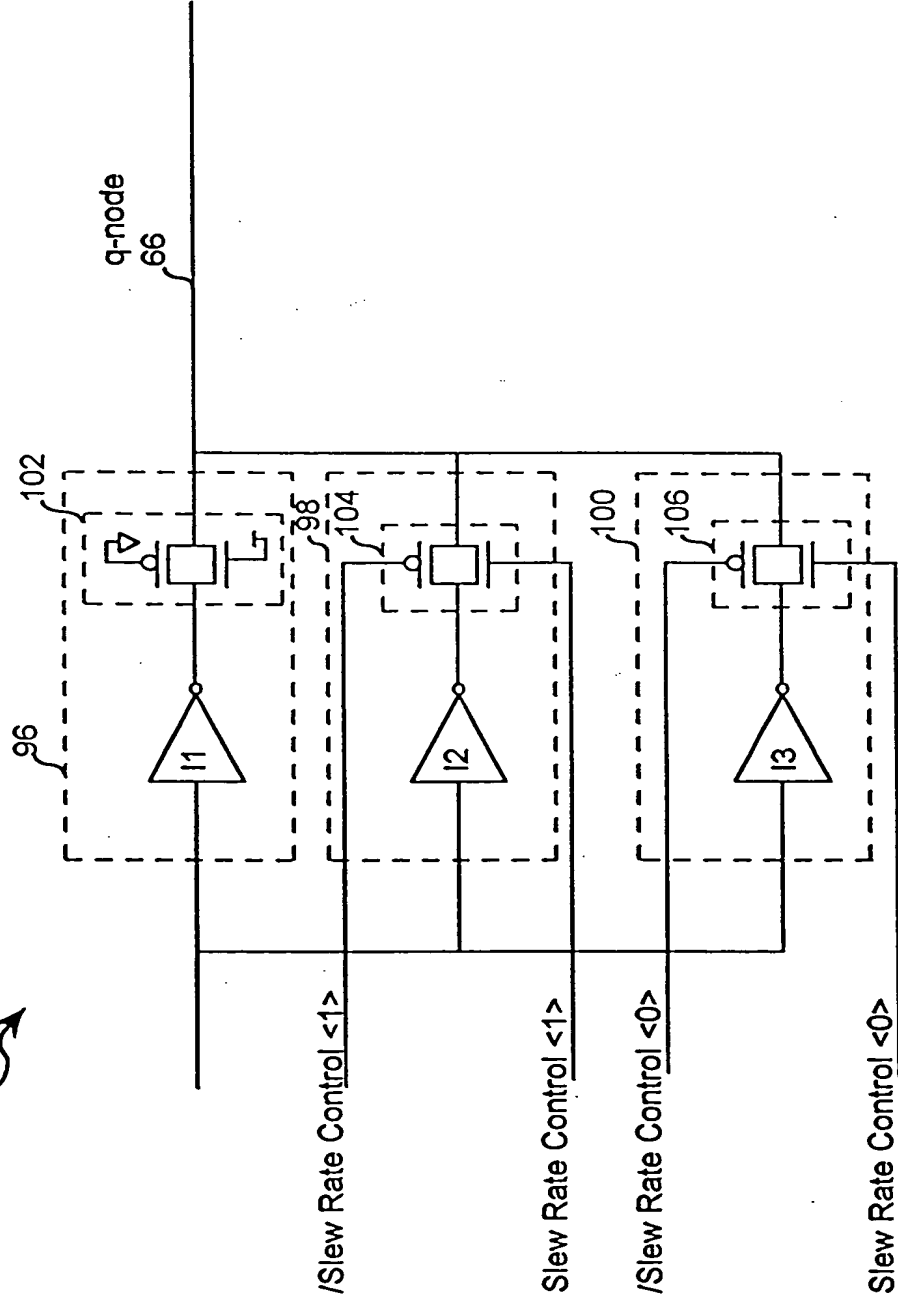 q-node
66
102
96
I1
98
104
I2
100
106
I3
/Slew Rate Control <1>
Slew Rate Control <1>
/Slew Rate Control <0>
Slew Rate Control <0>